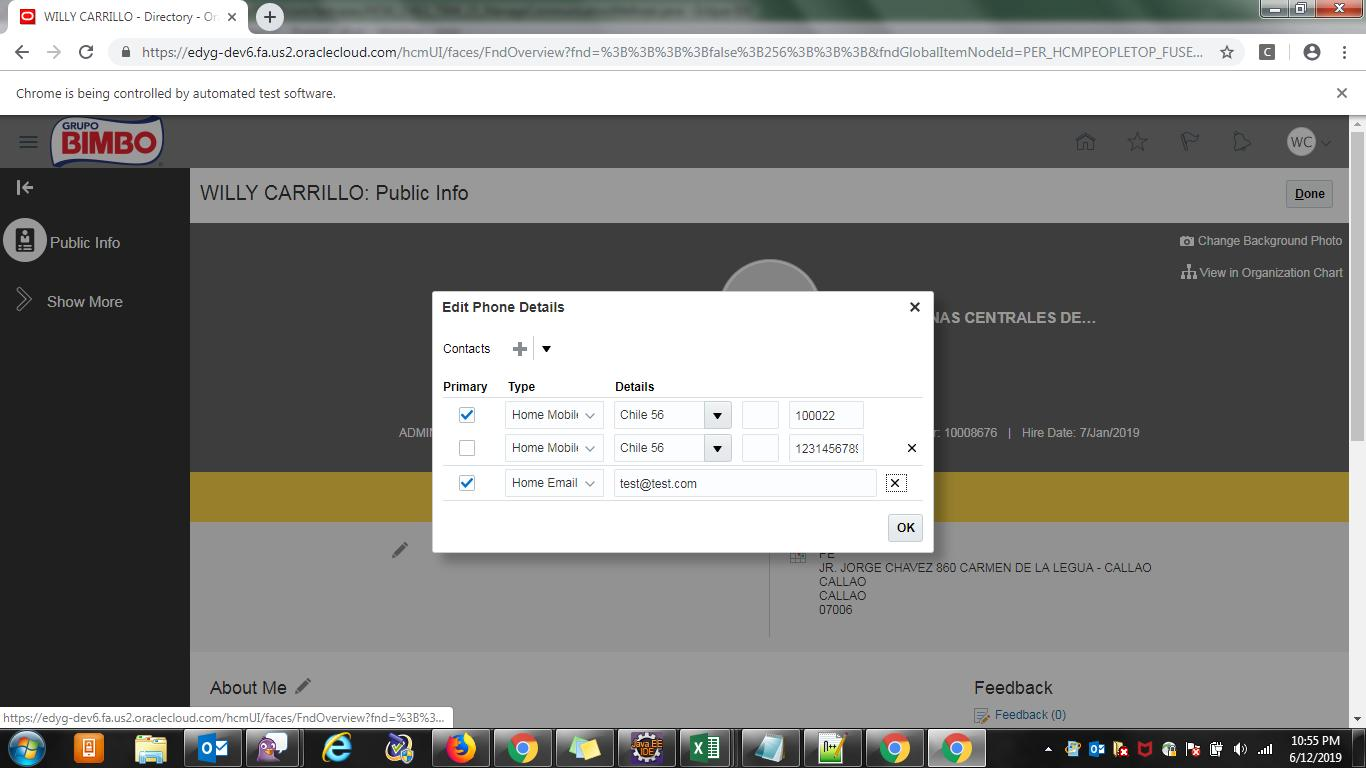 WILLY CARRILLO - Directory - Or
https://edyg-dev6.fa.us2.oraclecloud.com/hcmUI/faces/FndOverview?fnd=%3B%3B%3B%3Bfalse%3B256%3B%3B%3B&fndGlobalItemNodeId=PER_HCMPEOPLETOP_FUSE...
C
Chrome is being controlled by automated test software.
GRUPO
BIMBO
WC
WILLY CARRILLO: Public Info
Done
Public Info
Show More
Change Background Photo
View in Organization Chart
NAS CENTRALES DE...
Edit Phone Details
Contacts
Primary Type Details
Home Mobile Chile 56 100022
Home Mobile Chile 56 1231456789
Home Email test@test.com
OK
ADMIN
r: 10008676 | Hire Date: 7/Jan/2019
PE
JR. JORGE CHAVEZ 860 CARMEN DE LA LEGUA - CALLAO
CALLAO
CALLAO
07006
About Me
Feedback
Feedback (0)
https://edyg-dev6.fa.us2.oraclecloud.com/hcmUI/faces/FndOverview?fnd=%3B%3...
Java EE
IDE
10:55 PM
6/12/2019